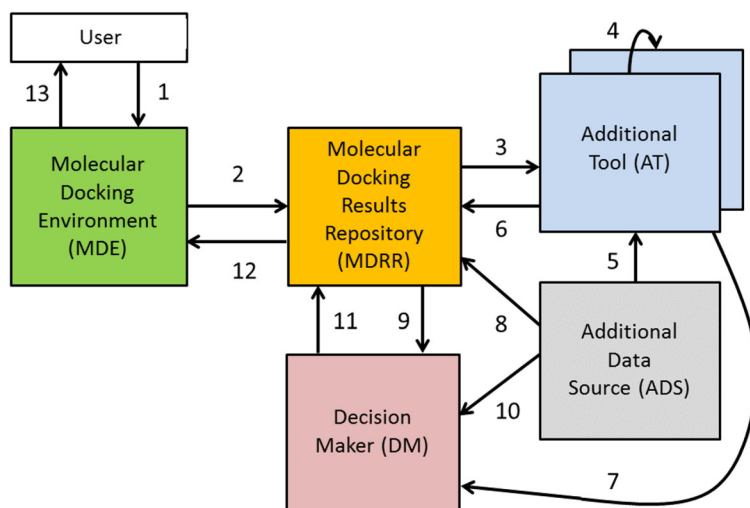 User
13
1
Molecular
Docking
Environment
(MDE)
2
12
Molecular
Docking
Results
Repository
(MDRR)
3
6
4
Additional
Tool (AT)
5
8
Additional
Data
Source (ADS)
11
9
10
Decision
Maker (DM)
7